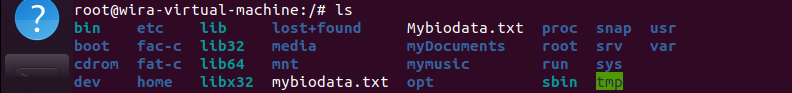 root@wira-virtual-machine:/# ls
bin etc lib lost+found Mybiodata.txt proc snap usr
boot fac-c lib32 media myDocuments root srv var
cdrom fat-c lib64 mnt mymusic run sys
dev home libx32 mybiodata.txt opt sbin tmp